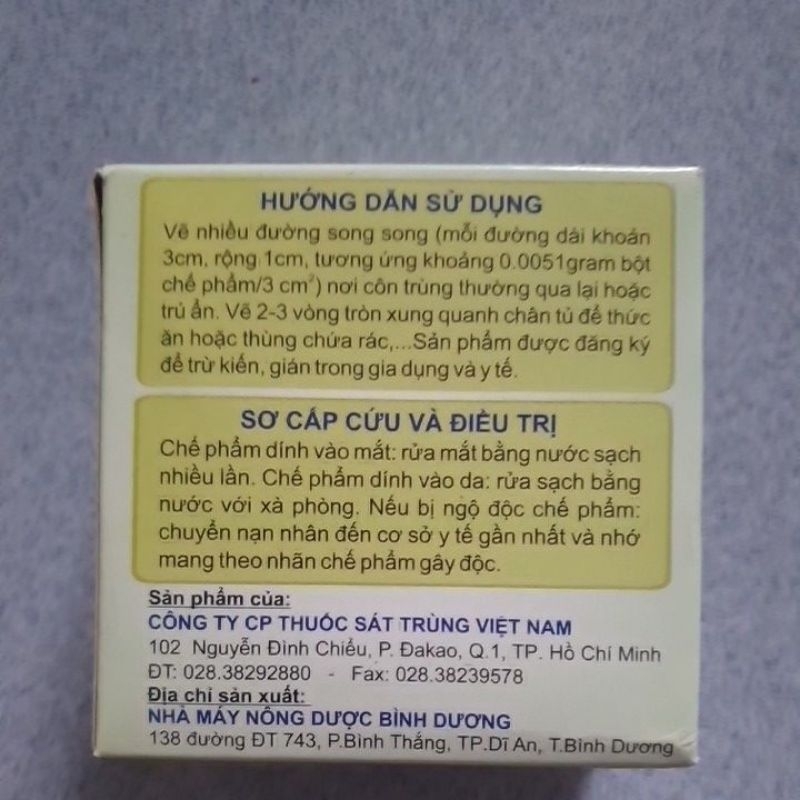 HƯỚNG DẪN SỬ DỤNG
Vẽ nhiều đường song song (mỗi đường dài khoản
3cm, rộng 1cm, tương ứng khoảng 0.0051gram bột
chế phẩm/3 cm²) nơi côn trùng thường qua lại hoặc
trú ẩn. Vẽ 2-3 vòng tròn xung quanh chân tủ để thức
ăn hoặc thùng chứa rác,...Sản phẩm được đăng ký
để trừ kiến, gián trong gia dụng và y tế.
SƠ CẤP CỨU VÀ ĐIỀU TRỊ
Chế phẩm dính vào mắt: rửa mắt bằng nước sạch
nhiều lần. Chế phẩm dính vào da: rửa sạch bằng
nước với xà phòng. Nếu bị ngộ độc chế phẩm:
chuyển nạn nhân đến cơ sở y tế gần nhất và nhớ
mang theo nhãn chế phẩm gây độc.
Sản phẩm của:
CÔNG TY CP THUỐC SÁT TRÙNG VIỆT NAM
102 Nguyễn Đình Chiểu, P. Đakao, Q.1, TP. Hồ Chí Minh
ĐT: 028.38292880 - Fax: 028.38239578
Địa chỉ sản xuất:
NHÀ MÁY NÔNG DƯỢC BÌNH DƯƠNG
138 đường ĐT 743, P.Bình Thắng, TP.Dĩ An, T.Bình Dương